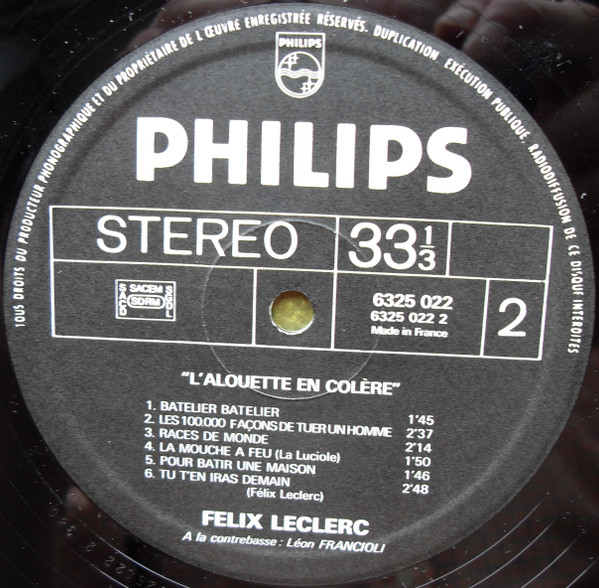 TOUS DROITS DU PRODUCTEUR PHONOGRAPHIQUE ET DU PROPRIÉTAIRE DE L'ŒUVRE ENREGISTRÉE RÉSERVÉS. DUPLICATION, EXÉCUTION PUBLIQUE, RADIODIFFUSION DE CE DISQUE INTERDITES
PHILIPS
PHILIPS
STEREO
33 1/3
SACD
SACEM
SDRM
SGDL
6325 022
6325 022 2
Made in France
2
"L'ALOUETTE EN COLÈRE"
1. BATELIER BATELIER 1'45
2. LES 100.000 FAÇONS DE TUER UN HOMME 2'37
3. RACES DE MONDE 2'14
4. LA MOUCHE A FEU (La Luciole) 1'50
5. POUR BATIR UNE MAISON 1'46
6. TU T'EN IRAS DEMAIN 2'48
(Félix Leclerc)
FELIX LECLERC
A la contrebasse : Léon FRANCIOLI